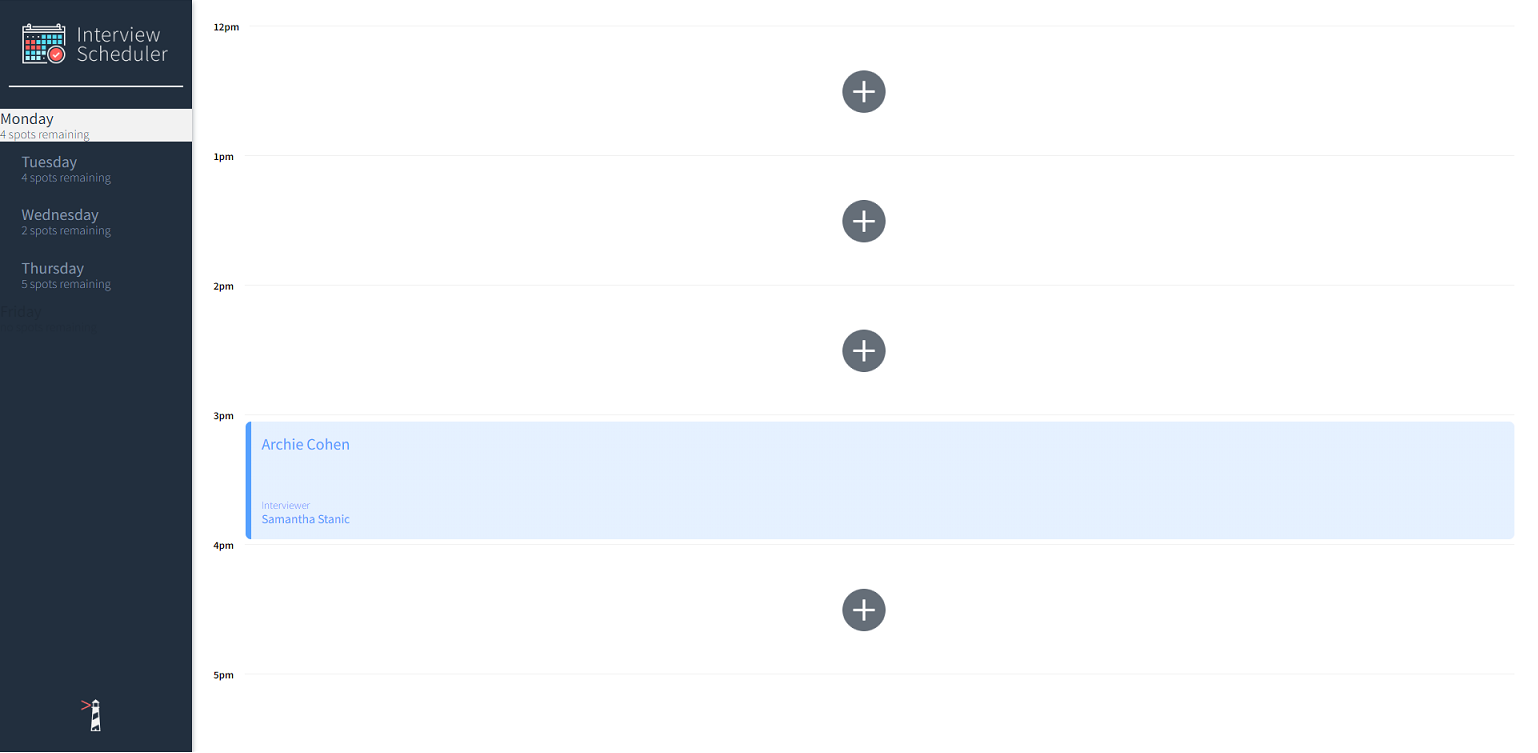 Interview
Scheduler
Monday
4 spots remaining
Tuesday
4 spots remaining
Wednesday
2 spots remaining
Thursday
5 spots remaining
Friday
12pm
1pm
2pm
3pm
Archie Cohen
Interviewer
Samantha Stanic
4pm
5pm